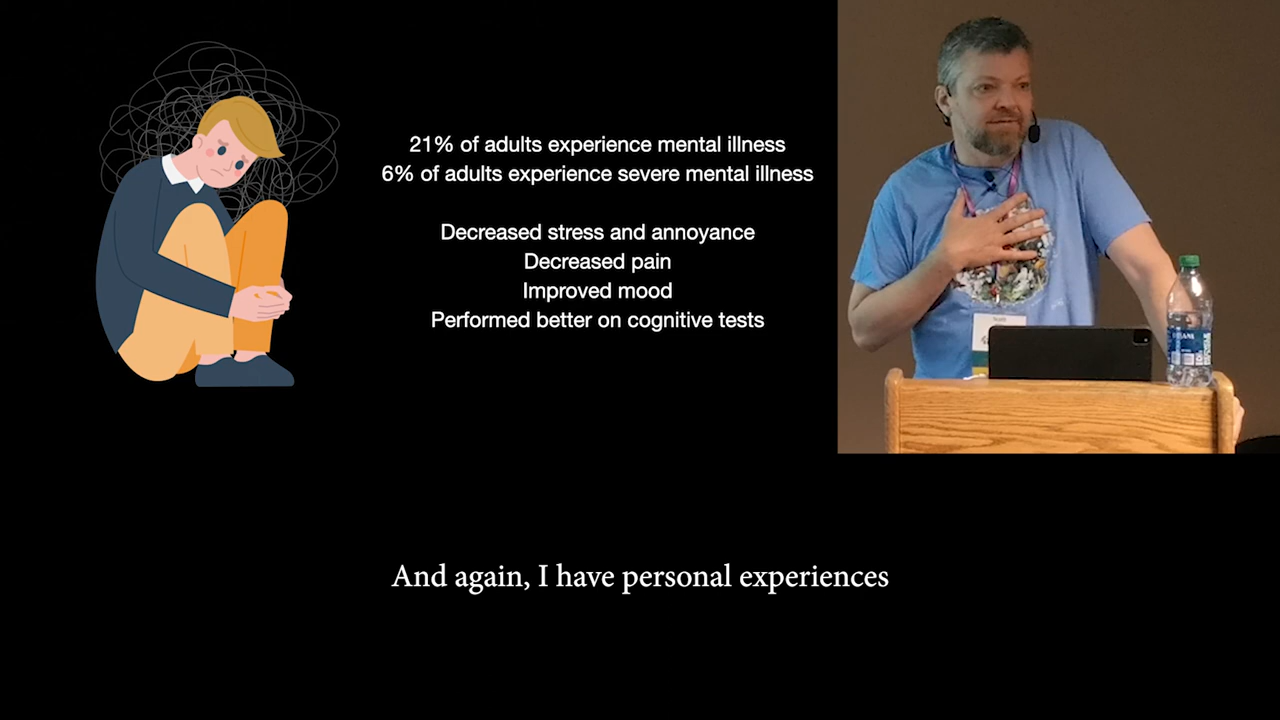 21% of adults experience mental illness
6% of adults experience severe mental illness
Decreased stress and annoyance
Decreased pain
Improved mood
Performed better on cognitive tests
And again, I have personal experiences